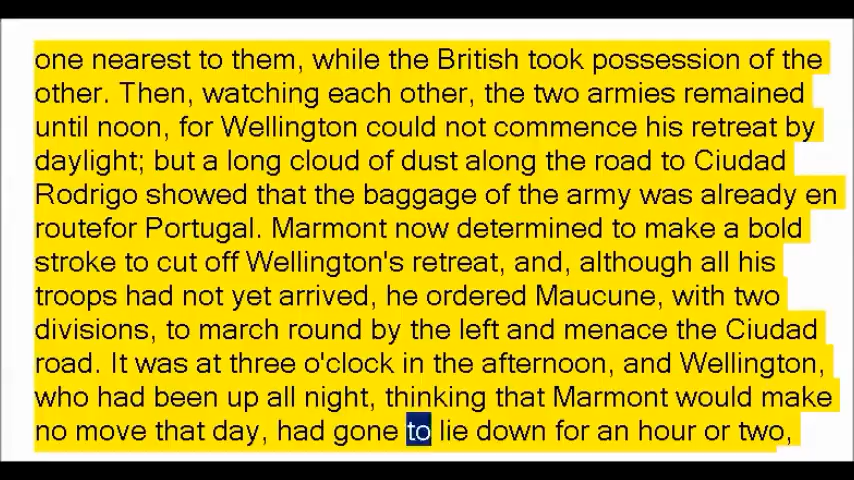 one nearest to them, while the British took possession of the
other. Then, watching each other, the two armies remained
until noon, for Wellington could not commence his retreat by
daylight; but a long cloud of dust along the road to Ciudad
Rodrigo showed that the baggage of the army was already en
routefor Portugal. Marmont now determined to make a bold
stroke to cut off Wellington's retreat, and, although all his
troops had not yet arrived, he ordered Maucune, with two
divisions, to march round by the left and menace the Ciudad
road. It was at three o'clock in the afternoon, and Wellington,
who had been up all night, thinking that Marmont would make
no move that day, had gone to lie down for an hour or two,